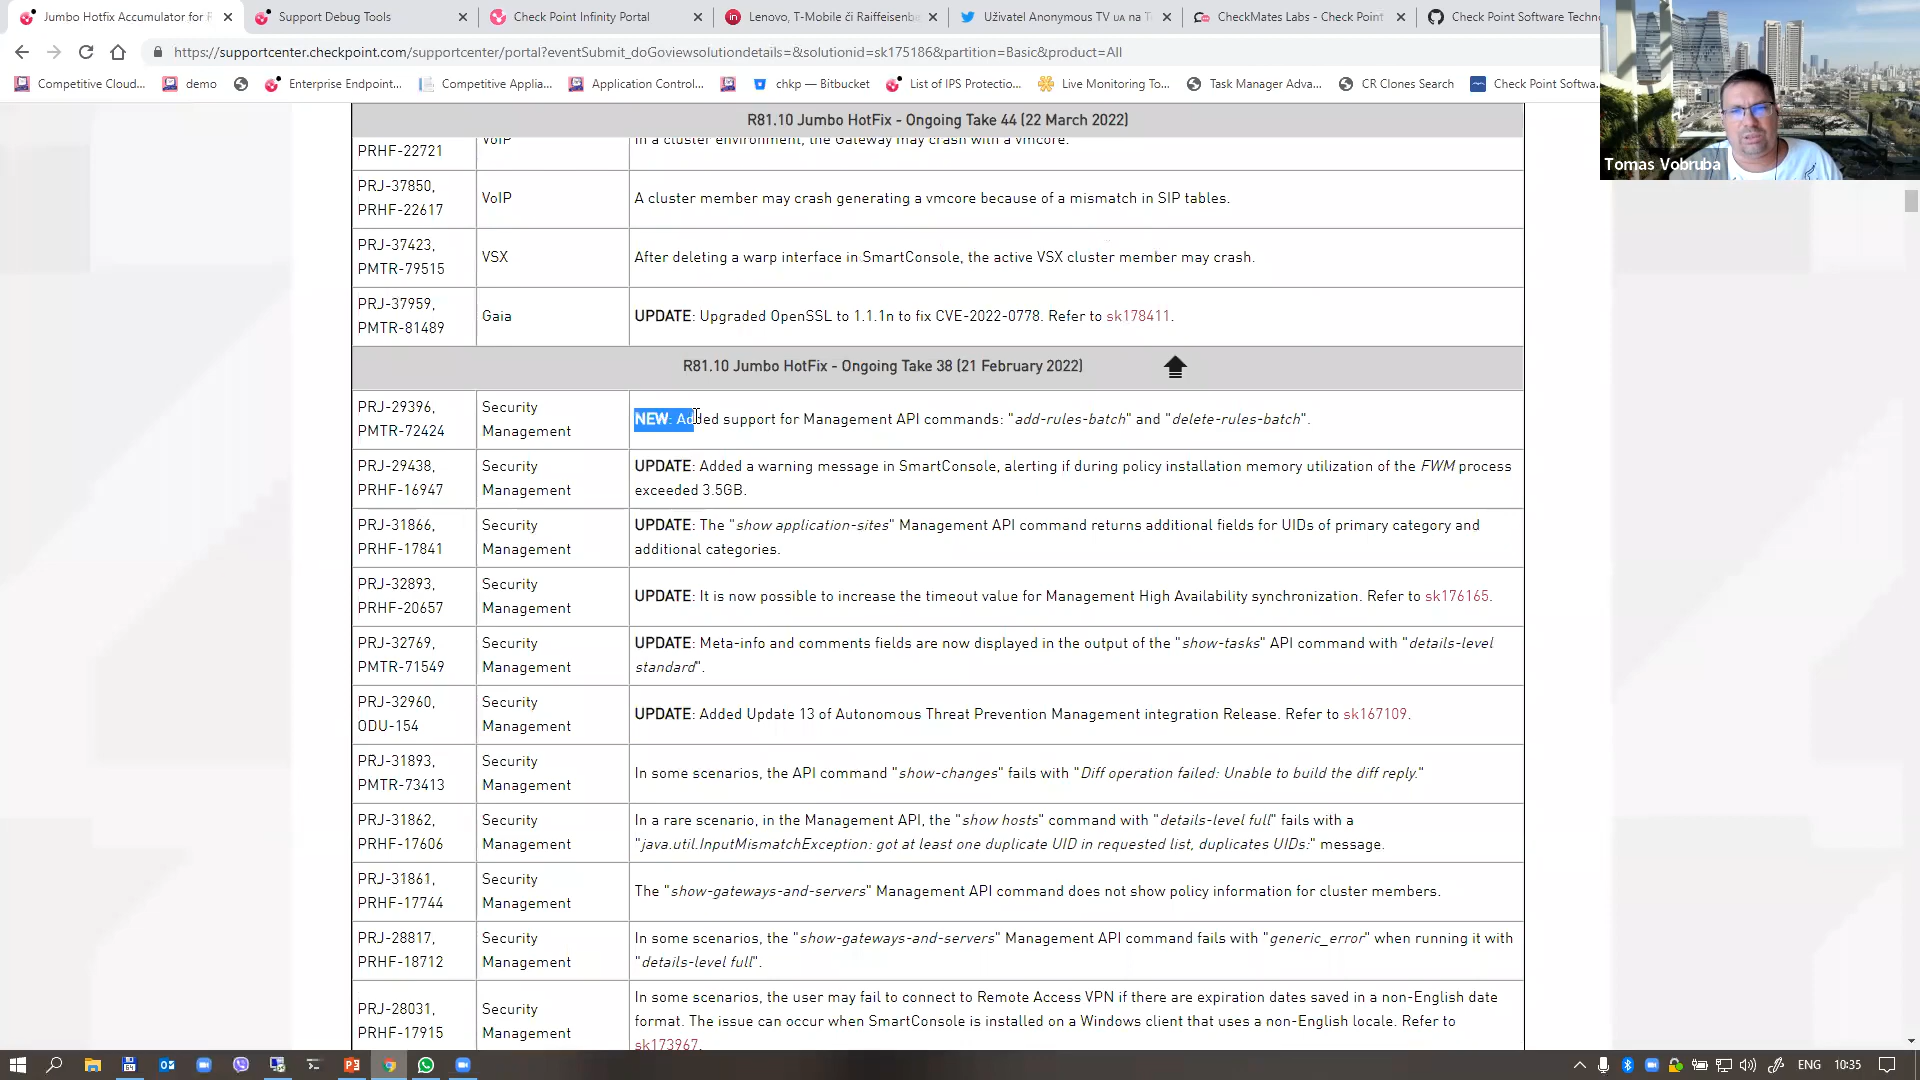 Jumbo Hotfix Accumulator for R
Support Debug Tools
Check Point Infinity Portal
Lenovo, T-Mobile či Raiffeisenb
Uživatel Anonymous TV ᴜᴀ na T
CheckMates Labs - Check Point
Check Point Software Techn
https://supportcenter.checkpoint.com/supportcenter/portal?eventSubmit_doGoviewsolutiondetails=&solutionid=sk175186&partition=Basic&product=All
Competitive Cloud...
demo
Enterprise Endpoint...
Competitive Applia...
Application Control...
chkp — Bitbucket
List of IPS Protectio...
Live Monitoring To...
Task Manager Adva...
CR Clones Search
Check Point Softwa
Tomas Vobruba
R81.10 Jumbo HotFix - Ongoing Take 44 (22 March 2022)
PRHF-22721
VoIP
In a cluster environment, the Gateway may crash with a vmcore.
PRJ-37850,
PRHF-22617
VoIP
A cluster member may crash generating a vmcore because of a mismatch in SIP tables.
PRJ-37423,
PMTR-79515
VSX
After deleting a warp interface in SmartConsole, the active VSX cluster member may crash.
PRJ-37959,
PMTR-81489
Gaia
UPDATE: Upgraded OpenSSL to 1.1.1n to fix CVE-2022-0778. Refer to sk178411.
R81.10 Jumbo HotFix - Ongoing Take 38 (21 February 2022)
PRJ-29396,
PMTR-72424
Security
Management
NEW: Added support for Management API commands: "add-rules-batch" and "delete-rules-batch".
PRJ-29438,
PRHF-16947
Security
Management
UPDATE: Added a warning message in SmartConsole, alerting if during policy installation memory utilization of the FWM process
exceeded 3.5GB.
PRJ-31866,
PRHF-17841
Security
Management
UPDATE: The "show application-sites" Management API command returns additional fields for UIDs of primary category and
additional categories.
PRJ-32893,
PRHF-20657
Security
Management
UPDATE: It is now possible to increase the timeout value for Management High Availability synchronization. Refer to sk176165.
PRJ-32769,
PMTR-71549
Security
Management
UPDATE: Meta-info and comments fields are now displayed in the output of the "show-tasks" API command with "details-level
standard".
PRJ-32960,
ODU-154
Security
Management
UPDATE: Added Update 13 of Autonomous Threat Prevention Management integration Release. Refer to sk167109.
PRJ-31893,
PMTR-73413
Security
Management
In some scenarios, the API command "show-changes" fails with "Diff operation failed: Unable to build the diff reply."
PRJ-31862,
PRHF-17606
Security
Management
In a rare scenario, in the Management API, the "show hosts" command with "details-level full" fails with a
"java.util.InputMismatchException: got at least one duplicate UID in requested list, duplicates UIDs:" message.
PRJ-31861,
PRHF-17744
Security
Management
The "show-gateways-and-servers" Management API command does not show policy information for cluster members.
PRJ-28817,
PRHF-18712
Security
Management
In some scenarios, the "show-gateways-and-servers" Management API command fails with "generic_error" when running it with
"details-level full".
PRJ-28031,
PRHF-17915
Security
Management
In some scenarios, the user may fail to connect to Remote Access VPN if there are expiration dates saved in a non-English date
format. The issue can occur when SmartConsole is installed on a Windows client that uses a non-English locale. Refer to
sk173967.
ENG
10:35